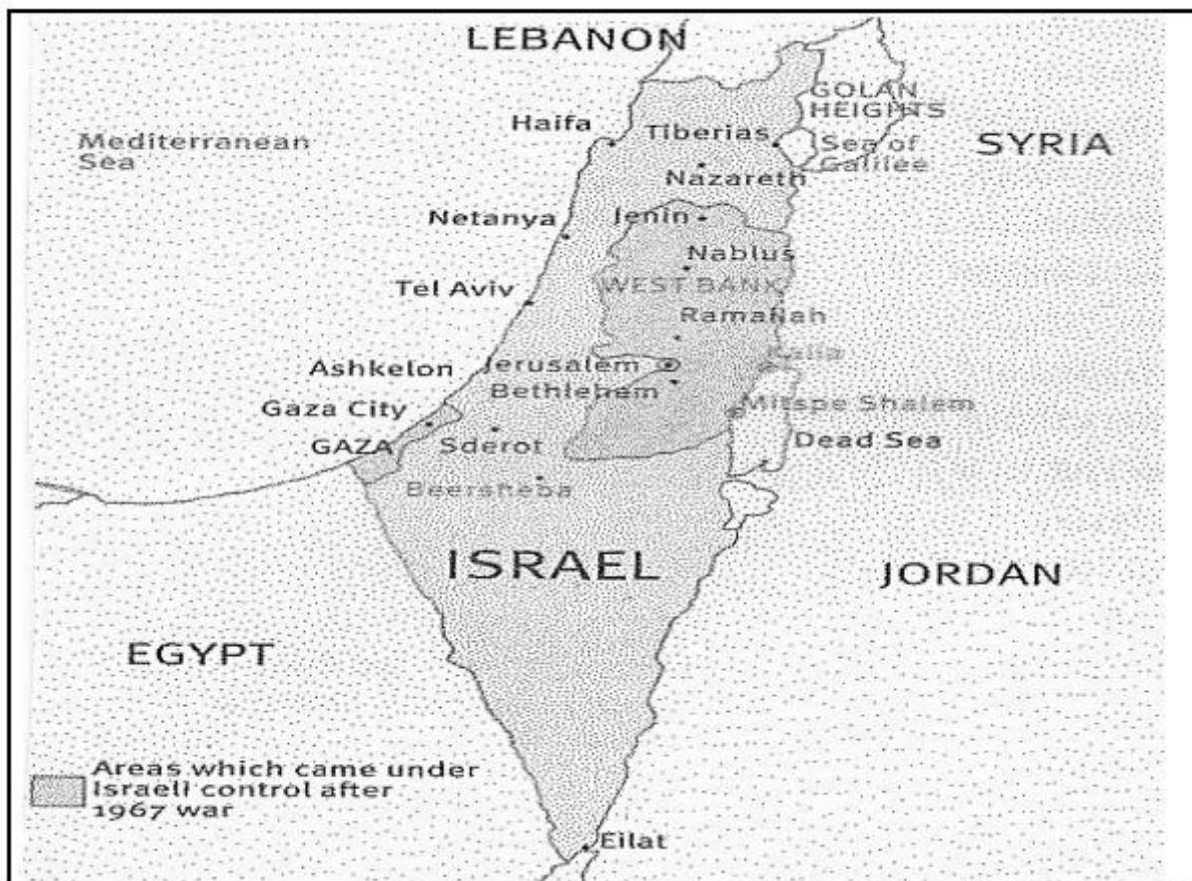 LEBANON
GOLAN
HEIGHTS
Haifa
Tiberias
Mediterranean
Sea
SYRIA
Sea of
Galilee
Nazareth
Netanya
Jenin
Nablus
WEST BANK
Tel Aviv
Ramallah
Kalia
Ashkelon
Jerusalem
Bethlehem
Gaza City
Mitspe Shalem
GAZA
Sderot
Dead Sea
Beersheba
ISRAEL
JORDAN
EGYPT
Areas which came under
Israeli control after
1967 war
Eilat